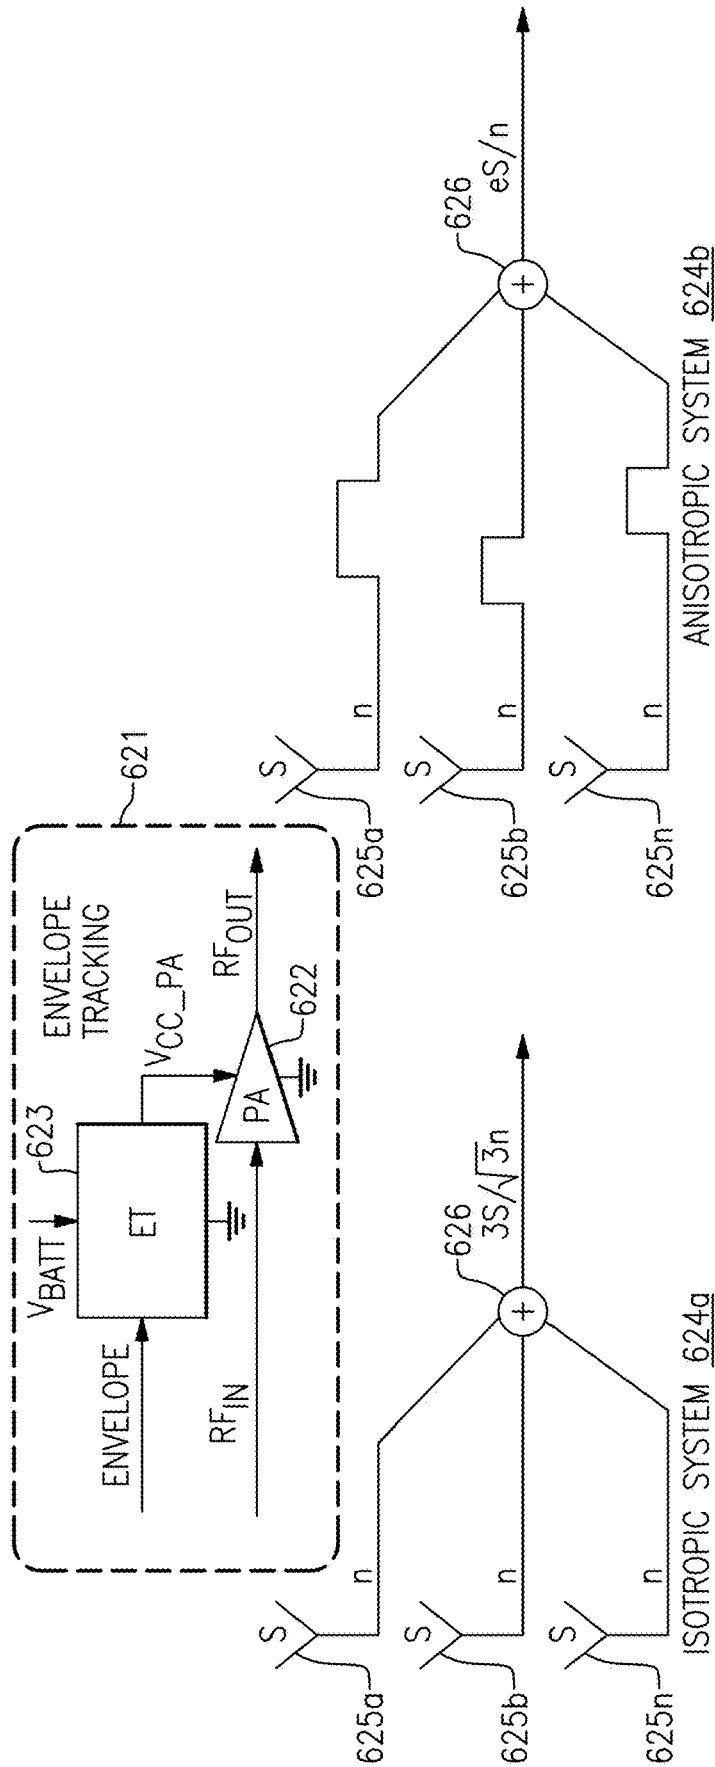 ENVELOPE
TRACKING
621
VBATT
623
ENVELOPE
ET
VCC_PA
RFIN
PA
RFOUT
622
S
n
625a
S
n
625b
S
n
625n
626
3S/√3n
ISOTROPIC SYSTEM 624a
S
n
625a
S
n
625b
S
n
625n
626
eS/n
ANISOTROPIC SYSTEM 624b